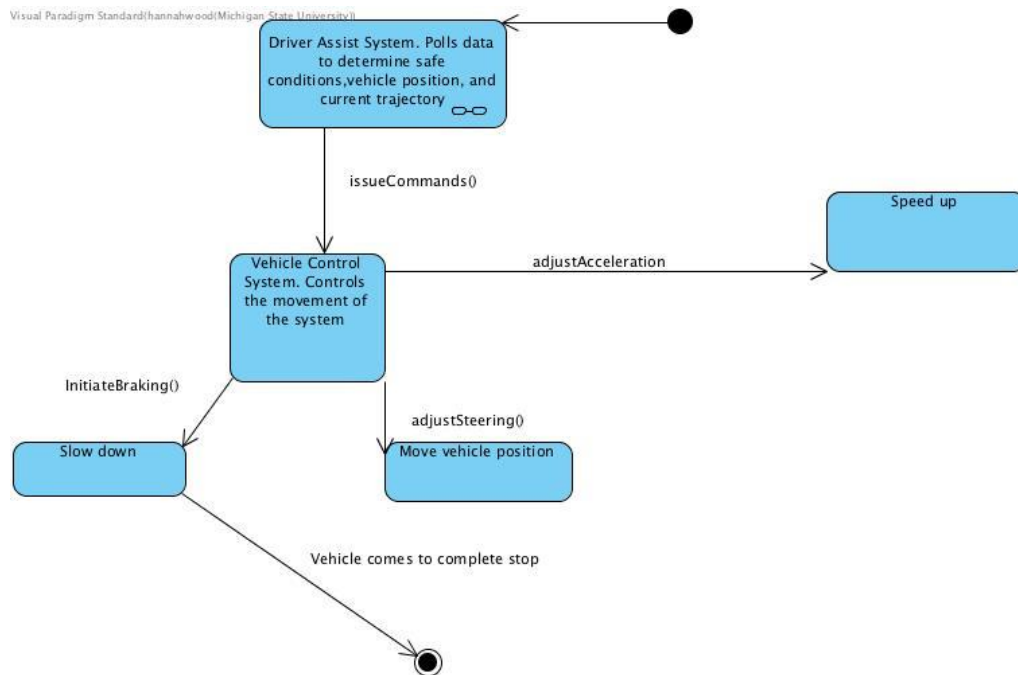 Visual Paradigm Standard(hannahwood(Michigan State University))
Driver Assist System. Polls data
to determine safe
conditions,vehicle position, and
current trajectory
issueCommands()
Speed up
Vehicle Control
System. Controls
the movement of
the system
adjustAcceleration
InitiateBraking()
adjustSteering()
Slow down
Move vehicle position
Vehicle comes to complete stop